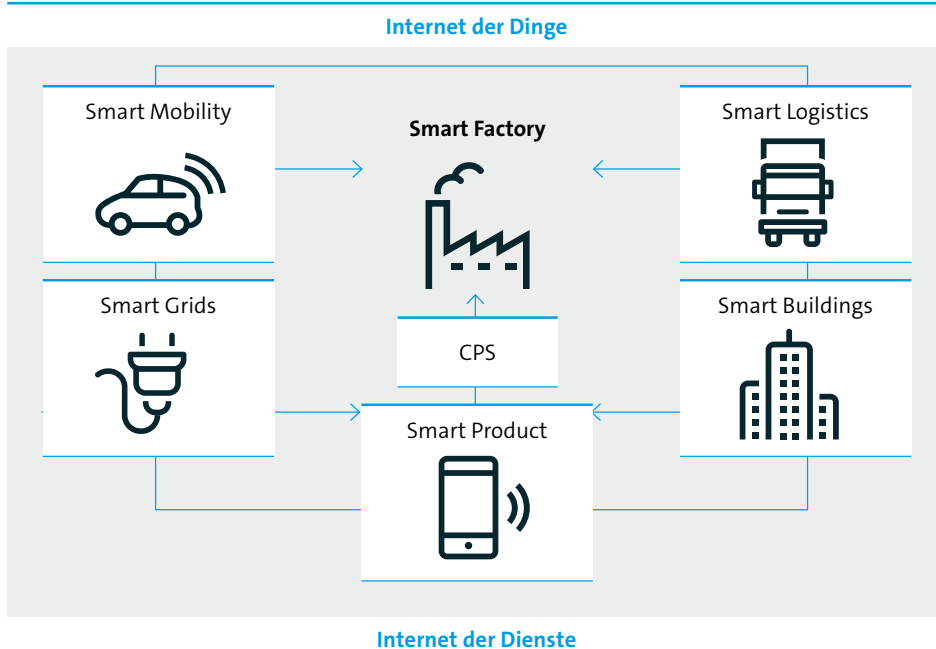 Internet der Dinge
Smart Mobility
Smart Factory
Smart Logistics
Smart Grids
CPS
Smart Buildings
Smart Product
Internet der Dienste